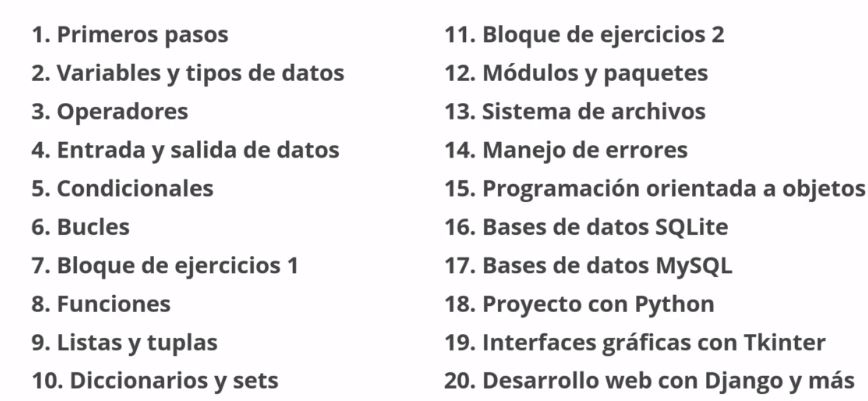 1. Primeros pasos
2. Variables y tipos de datos
3. Operadores
4. Entrada y salida de datos
5. Condicionales
6. Bucles
7. Bloque de ejercicios 1
8. Funciones
9. Listas y tuplas
10. Diccionarios y sets
11. Bloque de ejercicios 2
12. Módulos y paquetes
13. Sistema de archivos
14. Manejo de errores
15. Programación orientada a objetos
16. Bases de datos SQLite
17. Bases de datos MySQL
18. Proyecto con Python
19. Interfaces gráficas con Tkinter
20. Desarrollo web con Django y más